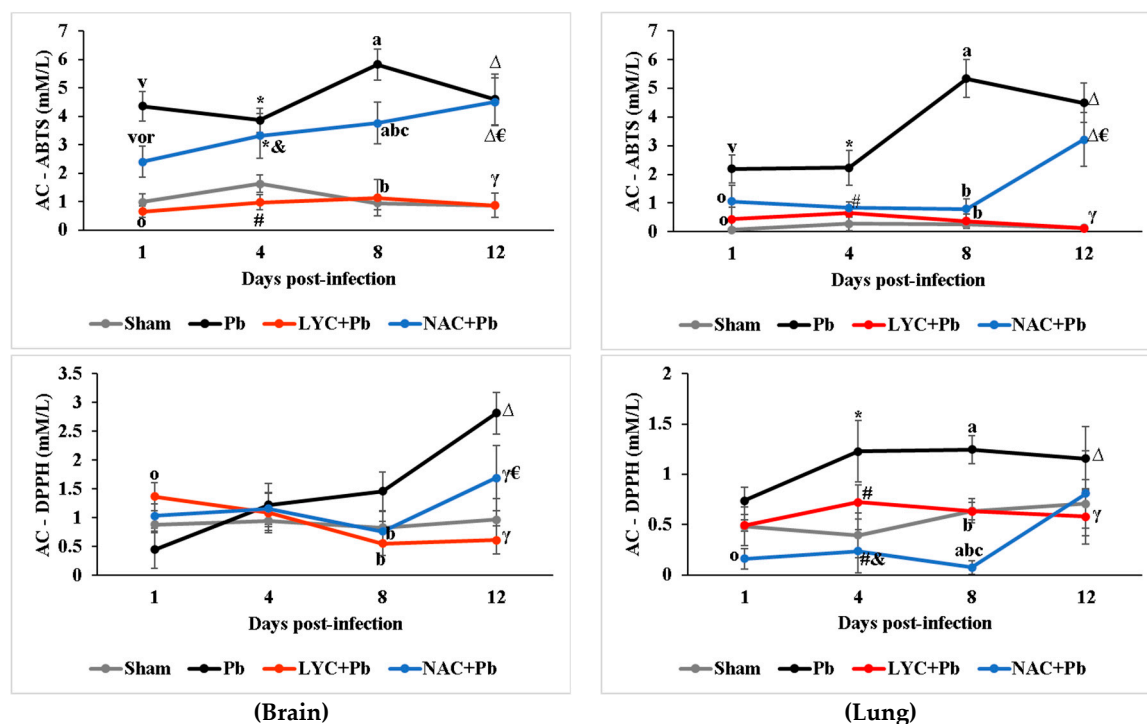 AC - ABTS (mM/L)
7
6
5
4
3
2
1
0
v
vor
o
*
*&
#
a
abc
b
Δ
Δ€
γ
1 4 8 12
Days post-infection
Sham Pb LYC+Pb NAC+Pb
AC - ABTS (mM/L)
7
6
5
4
3
2
1
0
v
o
o
*
#
a
b
b
Δ
Δ€
γ
1 4 8 12
Days post-infection
Sham Pb LYC+Pb NAC+Pb
AC - DPPH (mM/L)
3.5
3
2.5
2
1.5
1
0.5
0
o
b
b
Δ
γ€
γ
1 4 8 12
Days post-infection
Sham Pb LYC+Pb NAC+Pb
AC - DPPH (mM/L)
2
1.5
1
0.5
0
o
*
#
#&
a
b
abc
Δ
γ
1 4 8 12
Days post-infection
Sham Pb LYC+Pb NAC+Pb
(Brain) (Lung)